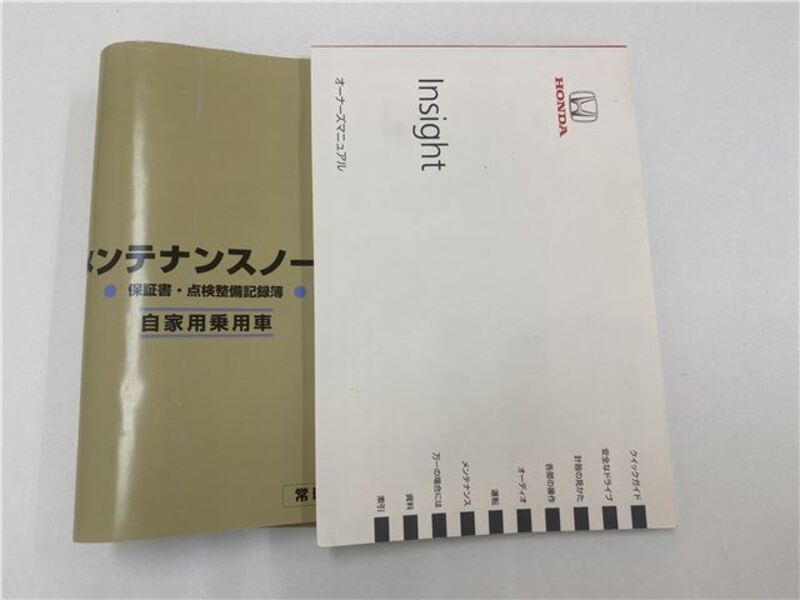 メンテナンスノー
保証書・点検整備記録簿
自家用乗用車
常
HONDA
Insight
オーナーズマニュアル
クイックガイド
安全なドライブ
計器の見かた
各部の操作
オーディオ
運転
メンテナンス
万一の場合には
資料
索引